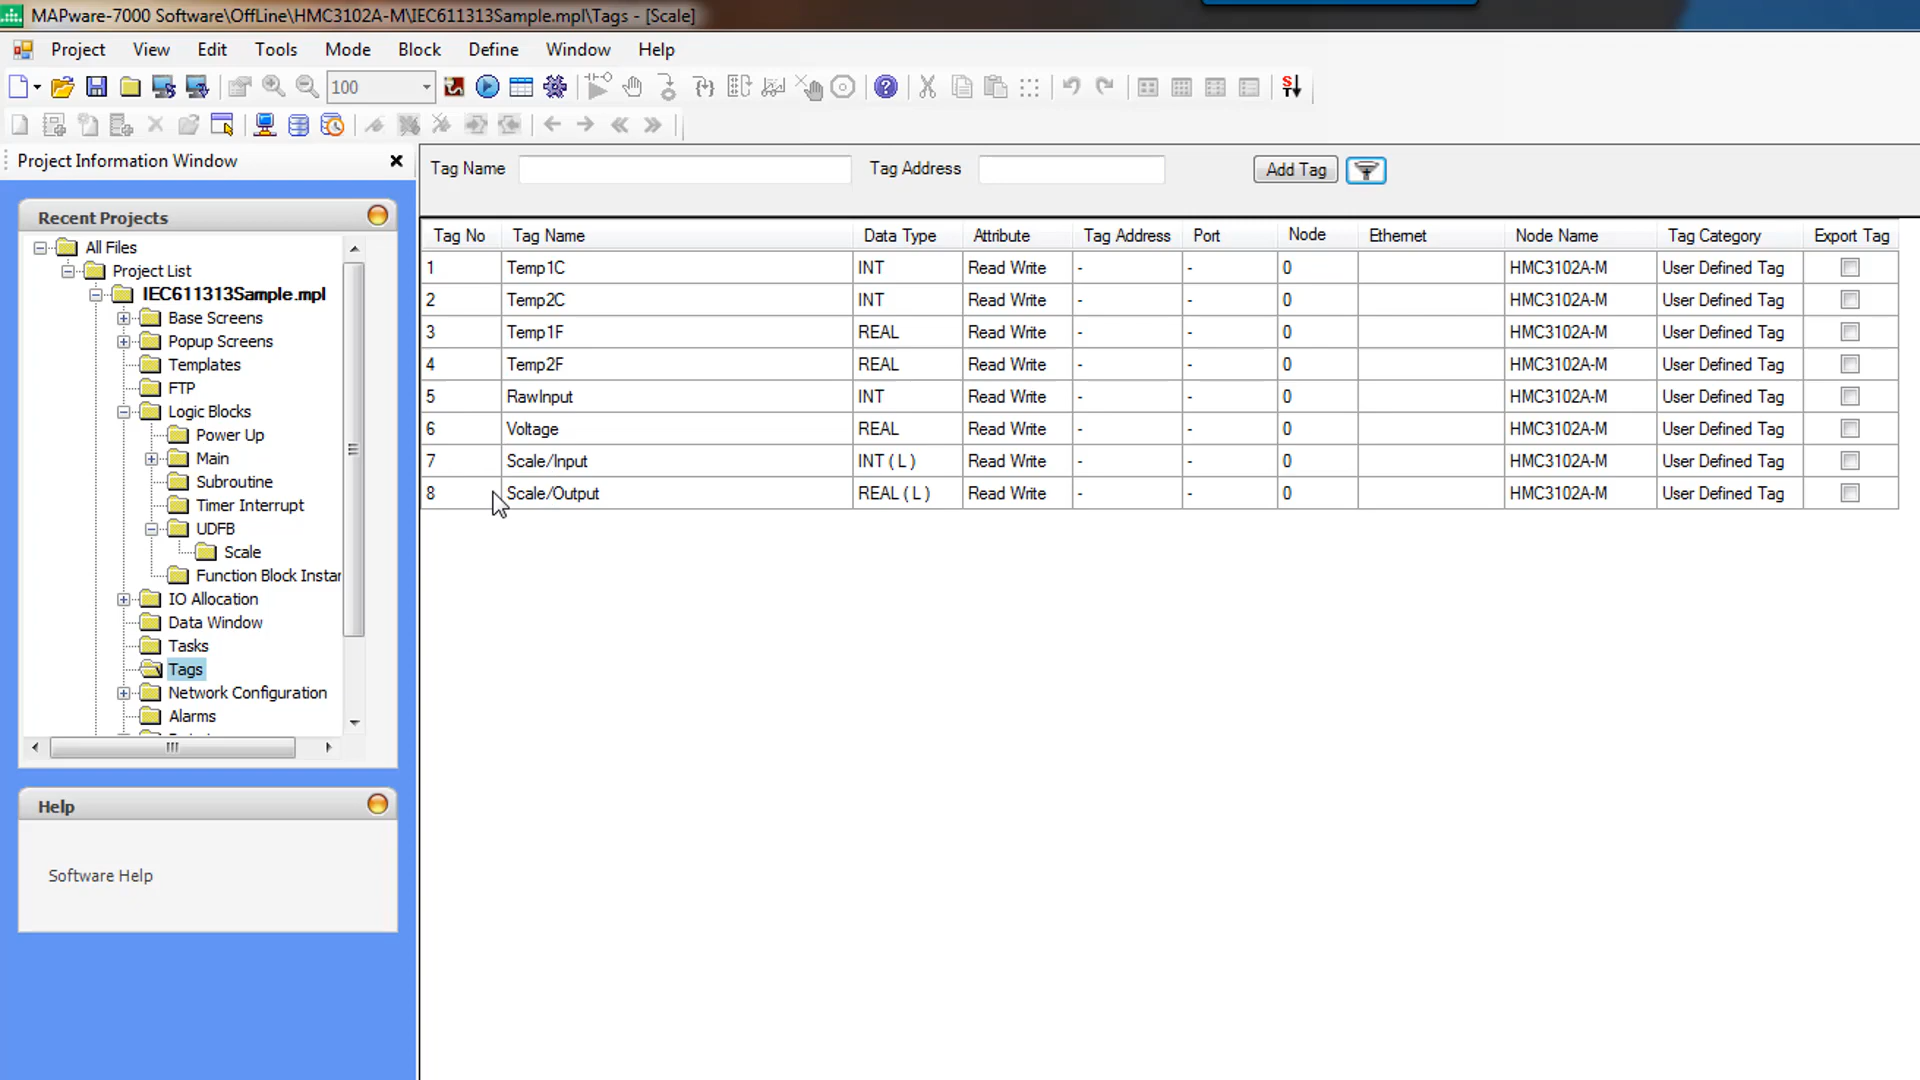 MAPware-7000 Software\OffLine\HMC3102A-M\IEC611313Sample.mpl\Tags - [Scale]
Project View Edit Tools Mode Block Define Window Help
100
Project Information Window
Tag Name Tag Address Add Tag
Recent Projects
All Files
Project List
IEC611313Sample.mpl
Base Screens
Popup Screens
Templates
FTP
Logic Blocks
Power Up
Main
Subroutine
Timer Interrupt
UDFB
Scale
Function Block Instar
IO Allocation
Data Window
Tasks
Tags
Network Configuration
Alarms
Help
Software Help
Tag No Tag Name Data Type Attribute Tag Address Port Node Ethernet Node Name Tag Category Export Tag
1 Temp1C INT Read Write - - 0 HMC3102A-M User Defined Tag
2 Temp2C INT Read Write - - 0 HMC3102A-M User Defined Tag
3 Temp1F REAL Read Write - - 0 HMC3102A-M User Defined Tag
4 Temp2F REAL Read Write - - 0 HMC3102A-M User Defined Tag
5 RawInput INT Read Write - - 0 HMC3102A-M User Defined Tag
6 Voltage REAL Read Write - - 0 HMC3102A-M User Defined Tag
7 Scale/Input INT ( L ) Read Write - - 0 HMC3102A-M User Defined Tag
8 Scale/Output REAL ( L ) Read Write - - 0 HMC3102A-M User Defined Tag